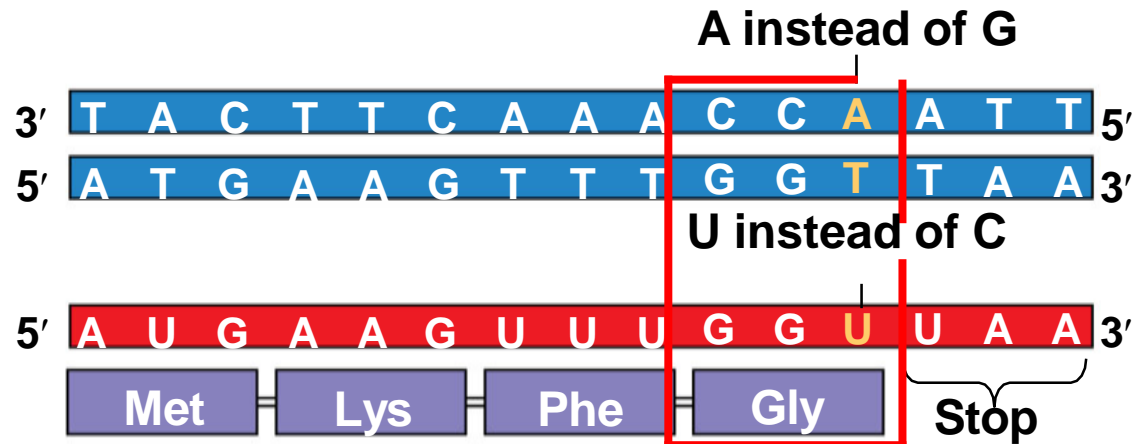 A instead of G
3′ T A C T T C A A A C C A A T T 5′
5′ A T G A A G T T T G G T T A A 3′
U instead of C
5′ A U G A A G U U U G G U U A A 3′
Met Lys Phe Gly Stop